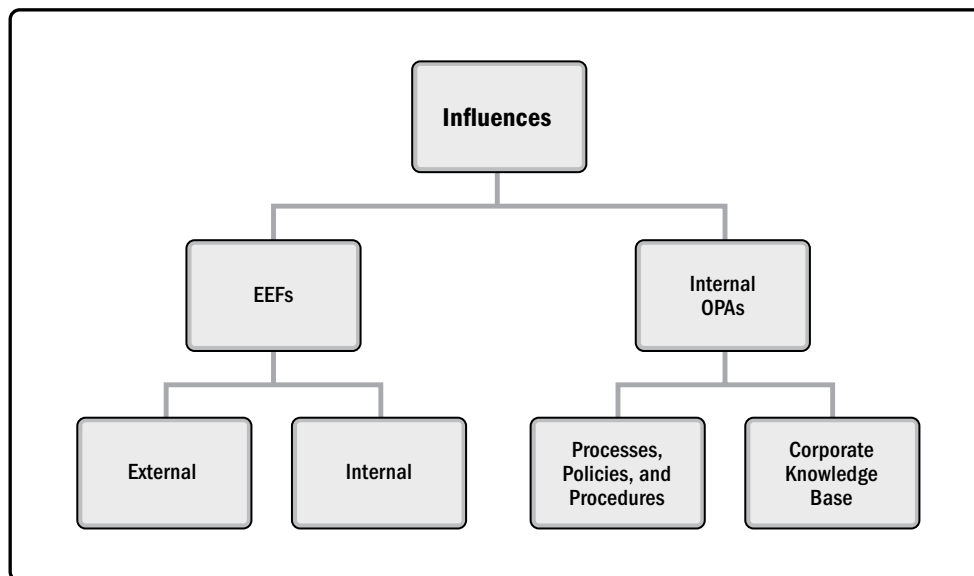 Influences
EEFs
Internal
OPAs
External
Internal
Processes,
Policies, and
Procedures
Corporate
Knowledge
Base